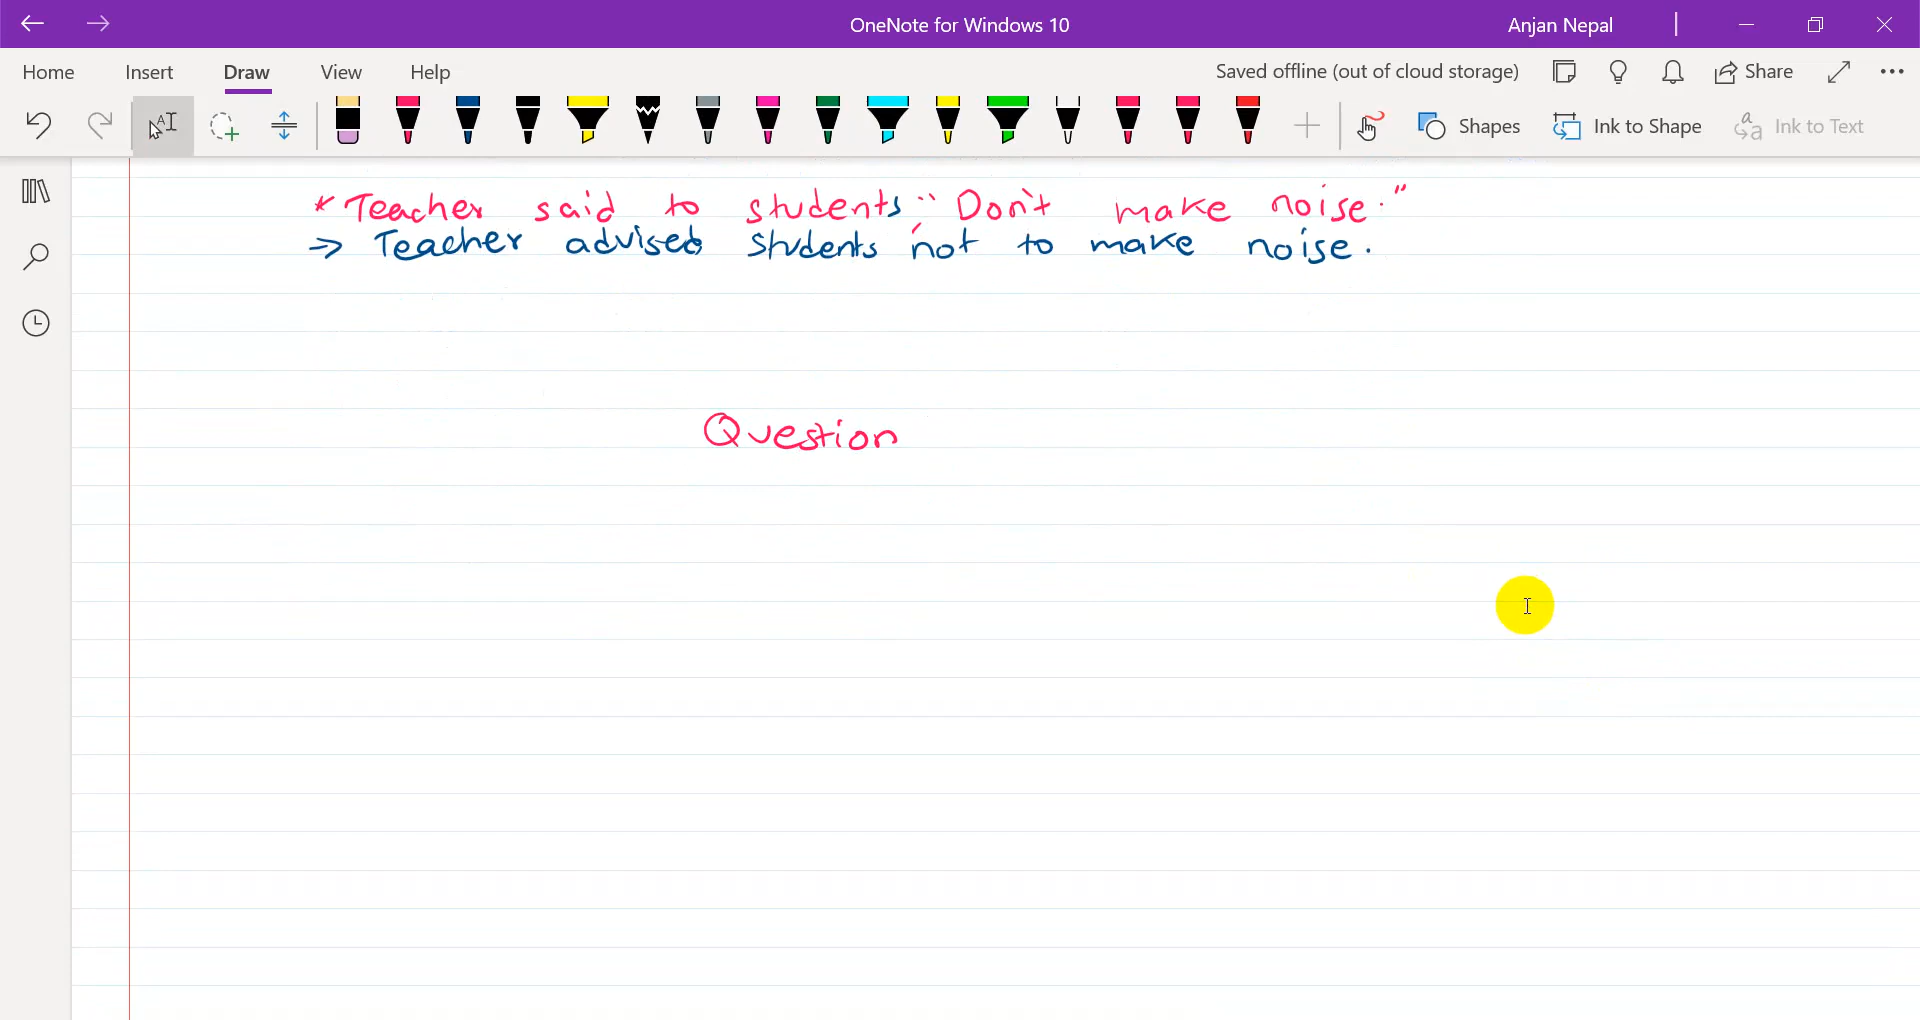 OneNote for Windows 10
Anjan Nepal
Home Insert Draw View Help
Saved offline (out of cloud storage)
Share
Shapes
Ink to Shape
Ink to Text
* Teacher said to students, "Don't make noise."
→ Teacher advised students not to make noise.
Question